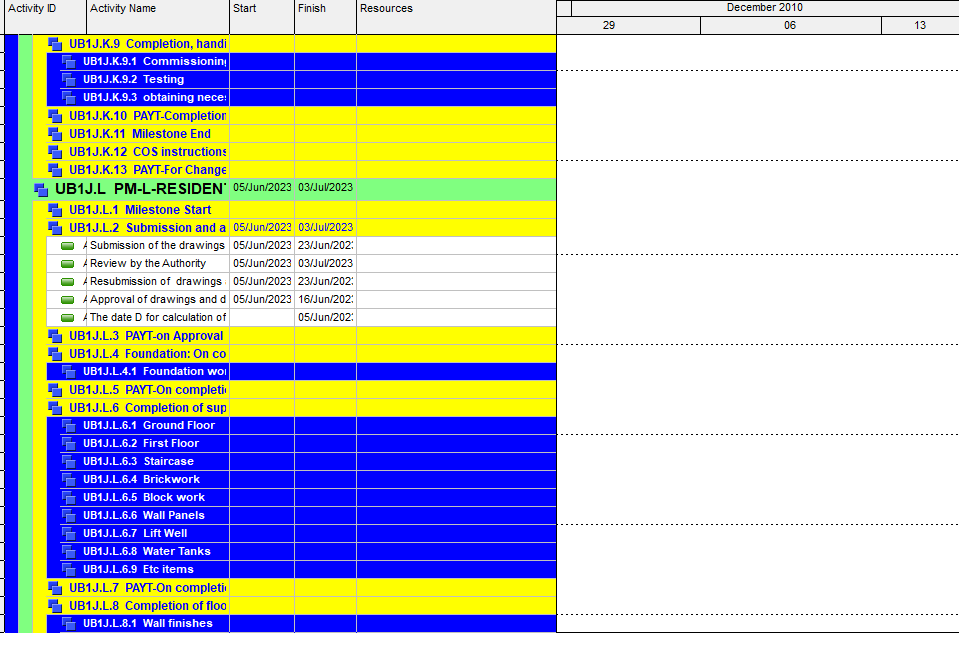 Activity ID Activity Name Start Finish Resources December 2010
29 06 13
UB1J.K.9 Completion, handi
UB1J.K.9.1 Commissioning
UB1J.K.9.2 Testing
UB1J.K.9.3 obtaining neces
UB1J.K.10 PAYT-Completion
UB1J.K.11 Milestone End
UB1J.K.12 COS instructions
UB1J.K.13 PAYT-For Change
UB1J.L PM-L-RESIDENT 05/Jun/2023 03/Jul/2023
UB1J.L.1 Milestone Start
UB1J.L.2 Submission and a 05/Jun/2023 03/Jul/2023
A Submission of the drawings 05/Jun/2023 23/Jun/2023
A Review by the Authority 05/Jun/2023 03/Jul/2023
A Resubmission of drawings 05/Jun/2023 23/Jun/2023
A Approval of drawings and d 05/Jun/2023 16/Jun/2023
A The date D for calculation of 05/Jun/2023
UB1J.L.3 PAYT-on Approval
UB1J.L.4 Foundation: On co
UB1J.L.4.1 Foundation wor
UB1J.L.5 PAYT-On completi
UB1J.L.6 Completion of sup
UB1J.L.6.1 Ground Floor
UB1J.L.6.2 First Floor
UB1J.L.6.3 Staircase
UB1J.L.6.4 Brickwork
UB1J.L.6.5 Block work
UB1J.L.6.6 Wall Panels
UB1J.L.6.7 Lift Well
UB1J.L.6.8 Water Tanks
UB1J.L.6.9 Etc items
UB1J.L.7 PAYT-On completi
UB1J.L.8 Completion of floo
UB1J.L.8.1 Wall finishes